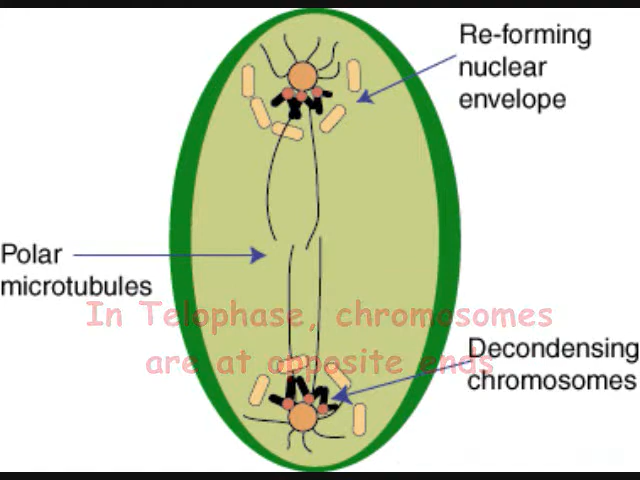 Re-forming
nuclear
envelope
Polar
microtubules
In Telophase, chromosomes
are at opposite ends
Decondensing
chromosomes